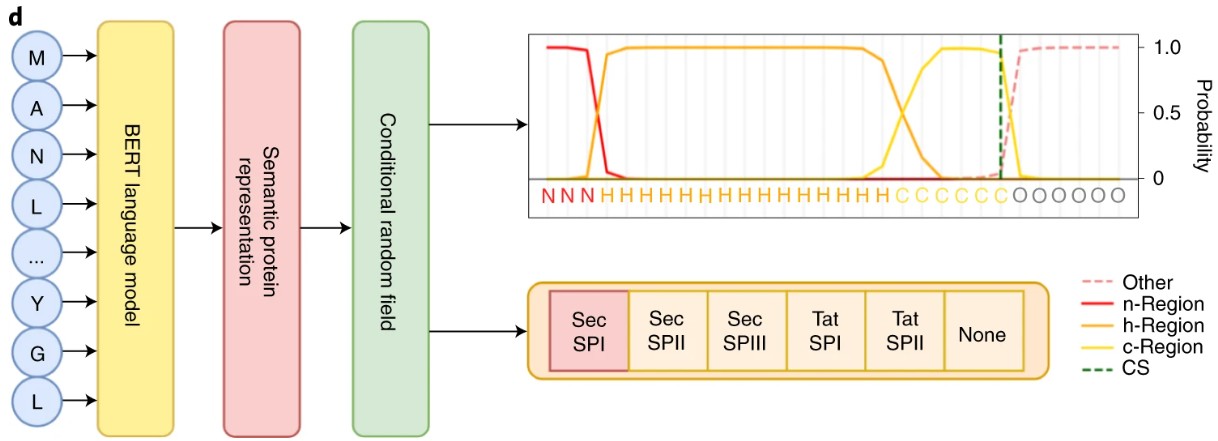 d
M
A
N
L
...
Y
G
L
BERT language model
Semantic protein
representation
Conditional random field
1.0
0.5
0
Probability
N N N H H H H H H H H H H H H H H H C C C C C C O O O O O O
Sec
SPI
Sec
SPII
Sec
SPIII
Tat
SPI
Tat
SPII
None
Other
n-Region
h-Region
c-Region
CS